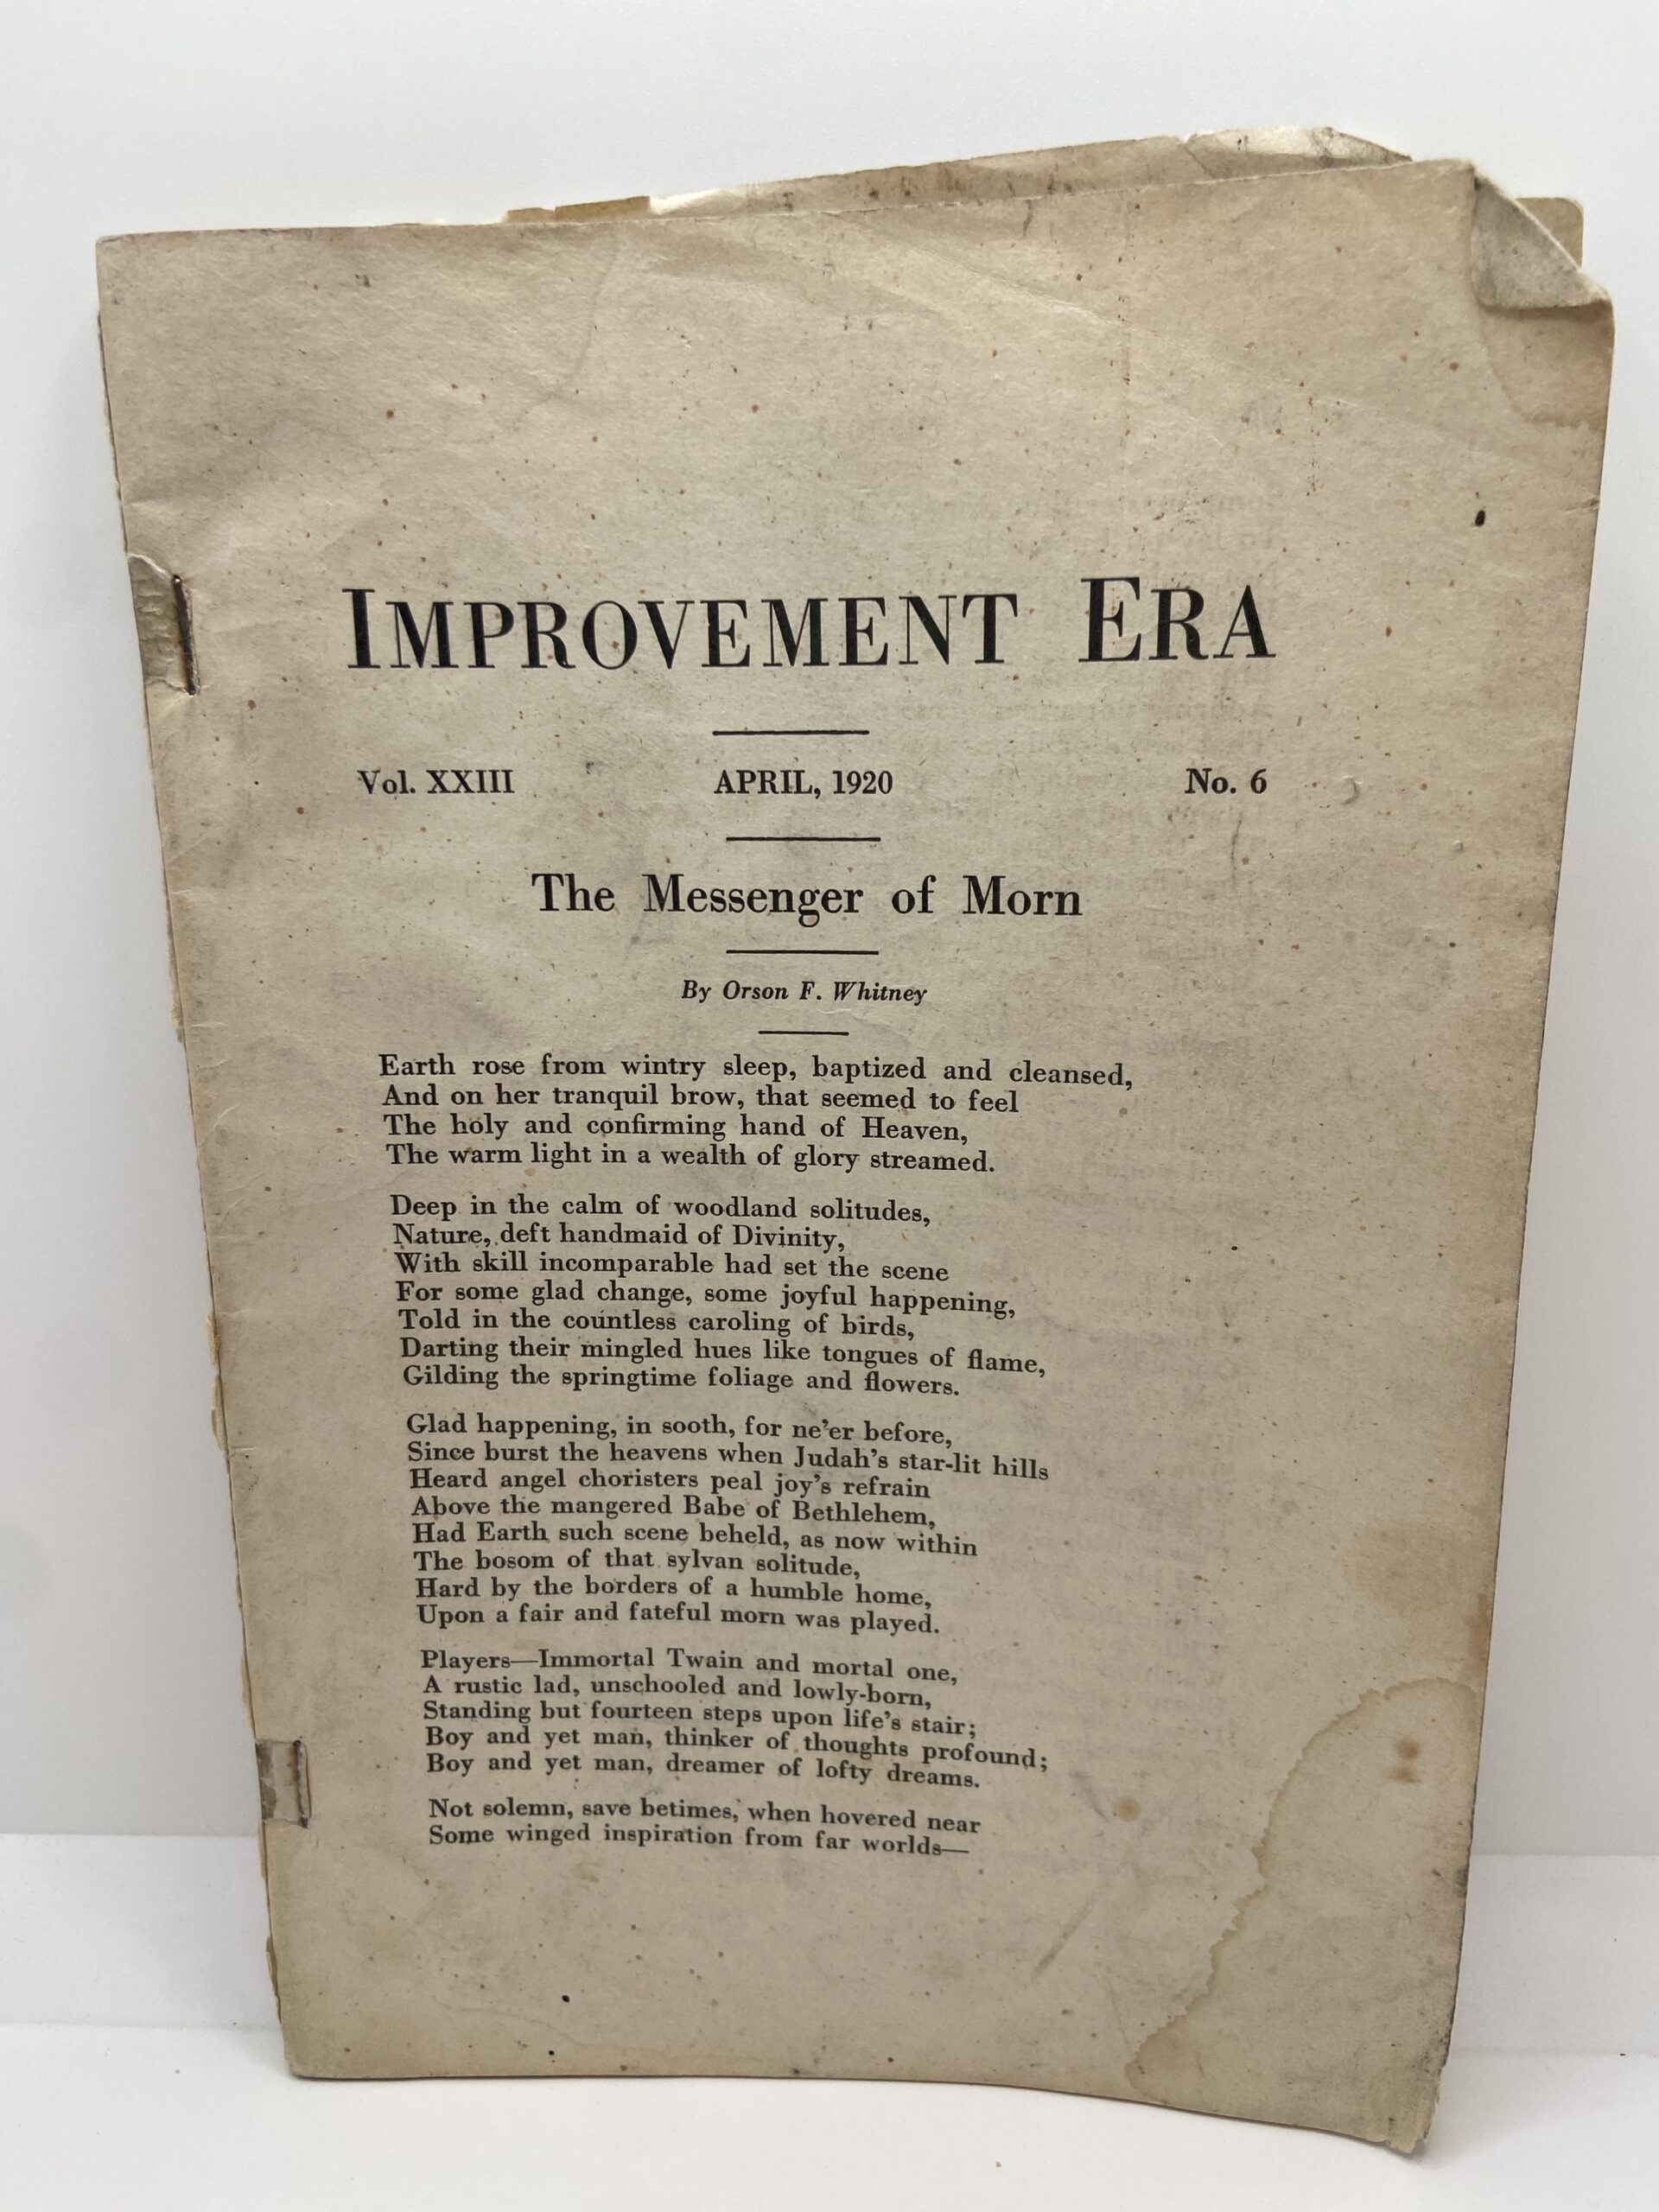 IMPROVEMENT ERA
Vol. XXIII APRIL, 1920 No. 6
The Messenger of Morn
By Orson F. Whitney
Earth rose from wintry sleep, baptized and cleansed,
And on her tranquil brow, that seemed to feel
The holy and confirming hand of Heaven,
The warm light in a wealth of glory streamed.
Deep in the calm of woodland solitudes,
Nature, deft handmaid of Divinity,
With skill incomparable had set the scene
For some glad change, some joyful happening,
Told in the countless caroling of birds,
Darting their mingled hues like tongues of flame,
Gilding the springtime foliage and flowers.
Glad happening, in sooth, for ne'er before,
Since burst the heavens when Judah's star-lit hills
Heard angel choristers peal joy's refrain
Above the mangered Babe of Bethlehem,
Had Earth such scene beheld, as now within
The bosom of that sylvan solitude,
Hard by the borders of a humble home,
Upon a fair and fateful morn was played.
Players—Immortal Twain and mortal one,
A rustic lad, unschooled and lowly-born,
Standing but fourteen steps upon life's stair;
Boy and yet man, thinker of thoughts profound;
Boy and yet man, dreamer of lofty dreams.
Not solemn, save betimes, when hovered near
Some winged inspiration from far worlds—